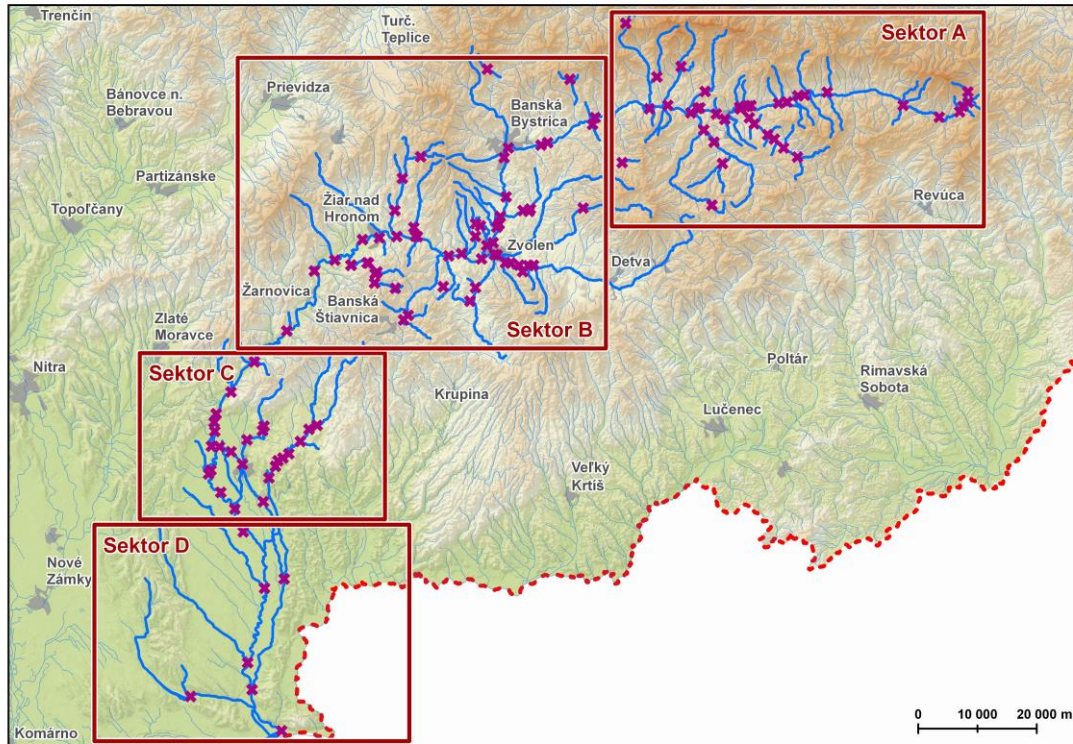 Trenčín
Turč.
Teplice
Sektor A
Bánovce n.
Bebravou
Prievidza
Banská
Bystrica
Partizánske
Topoľčany
Žiar nad
Hronom
Revúca
Zvolen
Detva
Žarnovica
Banská
Štiavnica
Sektor B
Zlaté
Moravce
Nitra
Sektor C
Krupina
Poltár
Rimavská
Sobota
Lučenec
Veľký
Krtíš
Sektor D
Nové
Zámky
Komárno
0 10 000 20 000 m